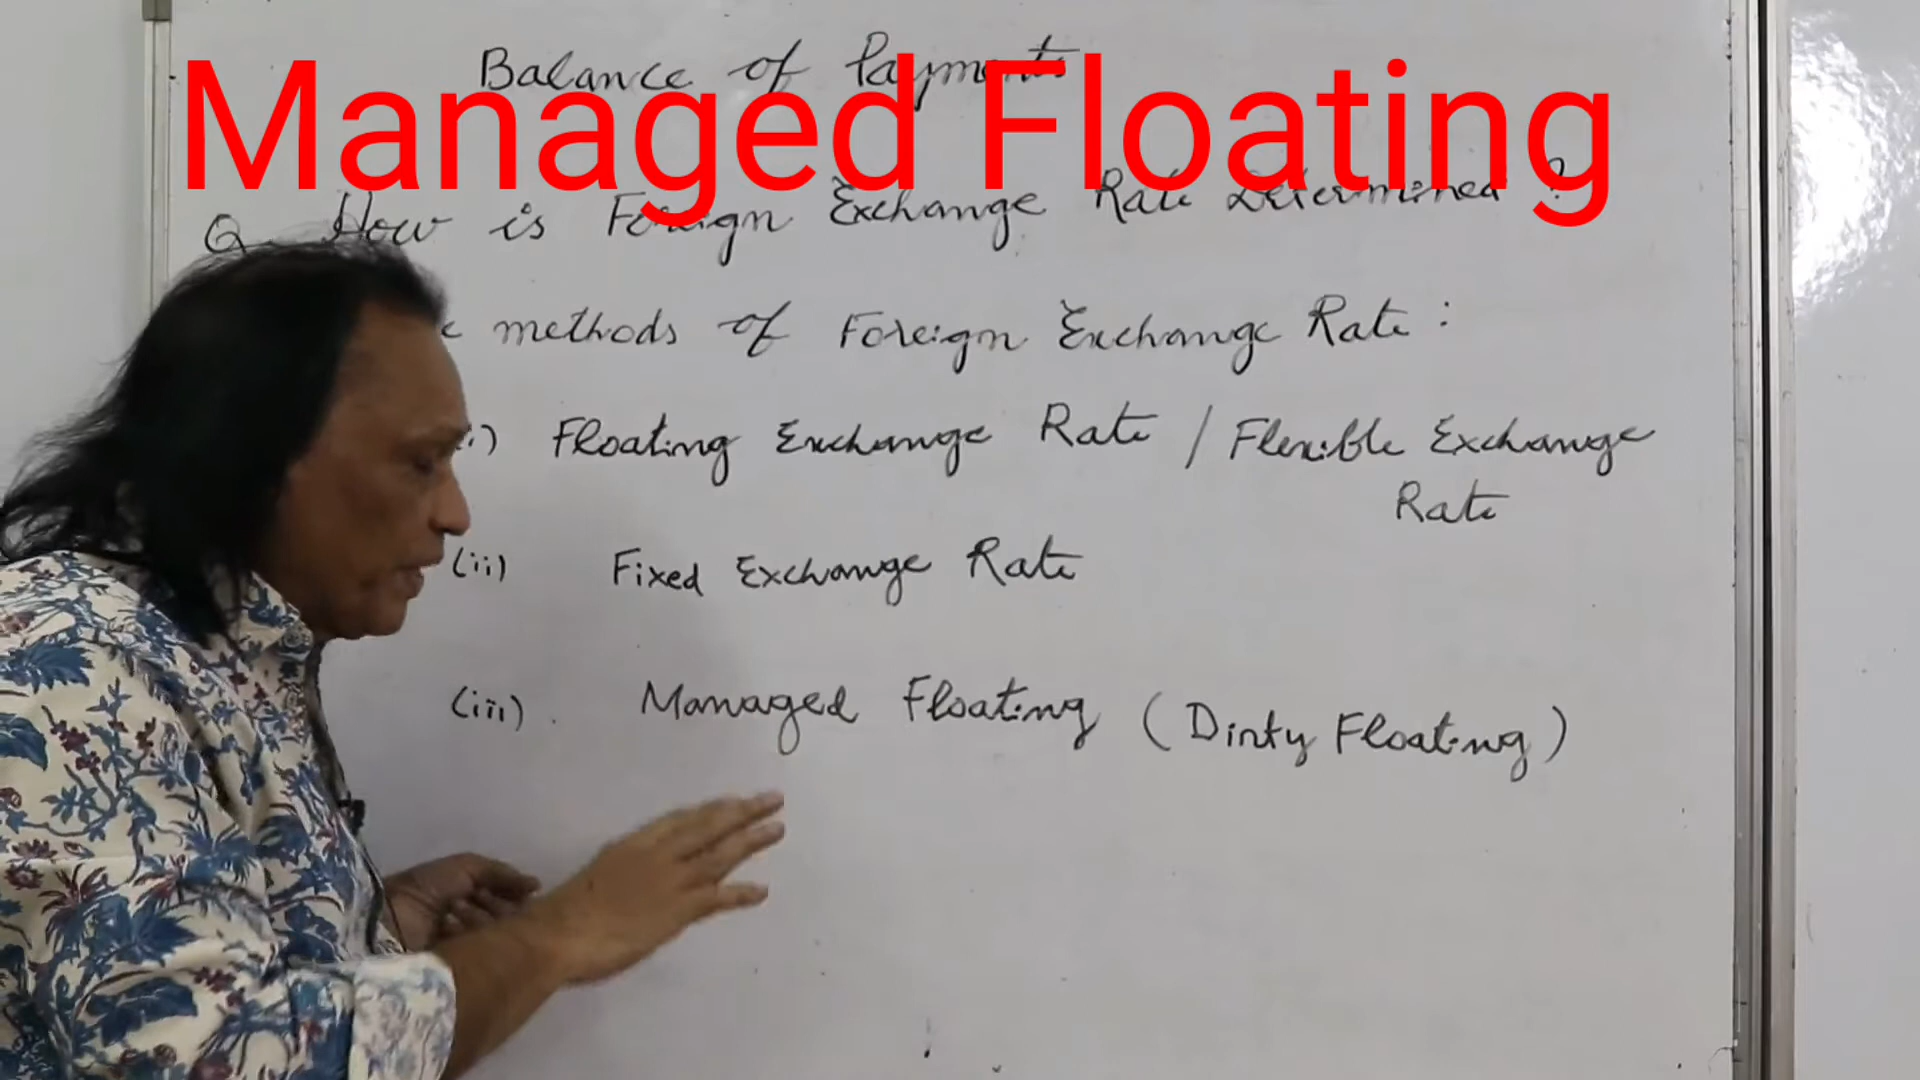 Balance of Payments
Managed Floating
Q. How is Foreign Exchange Rate Determined ?
methods of Foreign Exchange Rate :
(i) Floating Exchange Rate / Flexible Exchange
Rate
(ii) Fixed Exchange Rate
(iii) . Managed Floating (Dirty Floating)